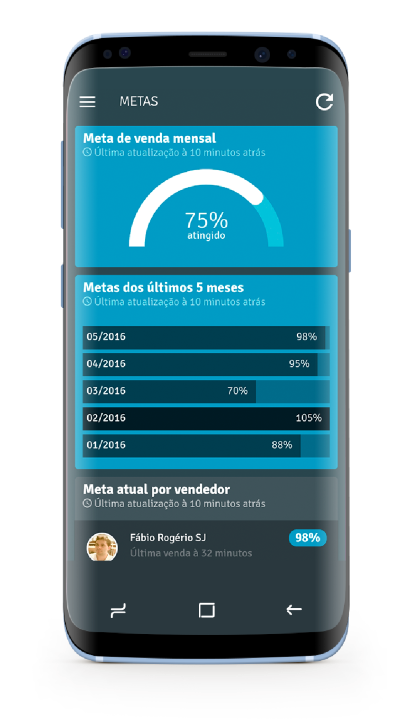 METAS
Meta de venda mensal
Última atualização à 10 minutos atrás
75%
atingido
Metas dos últimos 5 meses
Última atualização à 10 minutos atrás
05/2016 98%
04/2016 95%
03/2016 70%
02/2016 105%
01/2016 88%
Meta atual por vendedor
Última atualização à 10 minutos atrás
Fábio Rogério SJ 98%
Última venda à 32 minutos